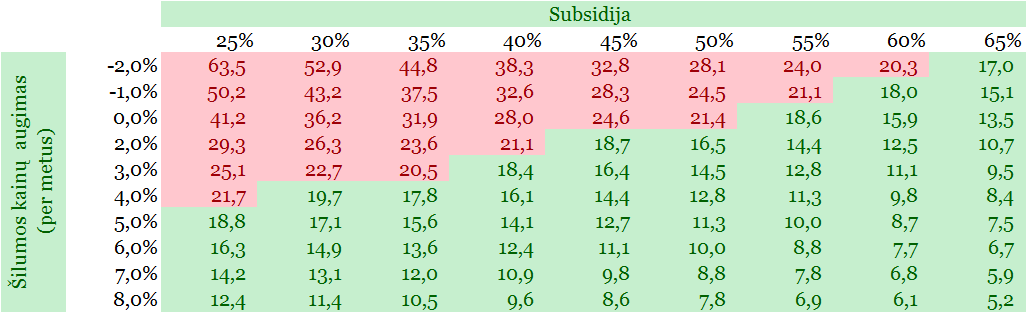 Subsidija
25% 30% 35% 40% 45% 50% 55% 60% 65%
Šilumos kainų augimas
(per metus)
-2,0% 63,5 52,9 44,8 38,3 32,8 28,1 24,0 20,3 17,0
-1,0% 50,2 43,2 37,5 32,6 28,3 24,5 21,1 18,0 15,1
0,0% 41,2 36,2 31,9 28,0 24,6 21,4 18,6 15,9 13,5
2,0% 29,3 26,3 23,6 21,1 18,7 16,5 14,4 12,5 10,7
3,0% 25,1 22,7 20,5 18,4 16,4 14,5 12,8 11,1 9,5
4,0% 21,7 19,7 17,8 16,1 14,4 12,8 11,3 9,8 8,4
5,0% 18,8 17,1 15,6 14,1 12,7 11,3 10,0 8,7 7,5
6,0% 16,3 14,9 13,6 12,4 11,1 10,0 8,8 7,7 6,7
7,0% 14,2 13,1 12,0 10,9 9,8 8,8 7,8 6,8 5,9
8,0% 12,4 11,4 10,5 9,6 8,6 7,8 6,9 6,1 5,2